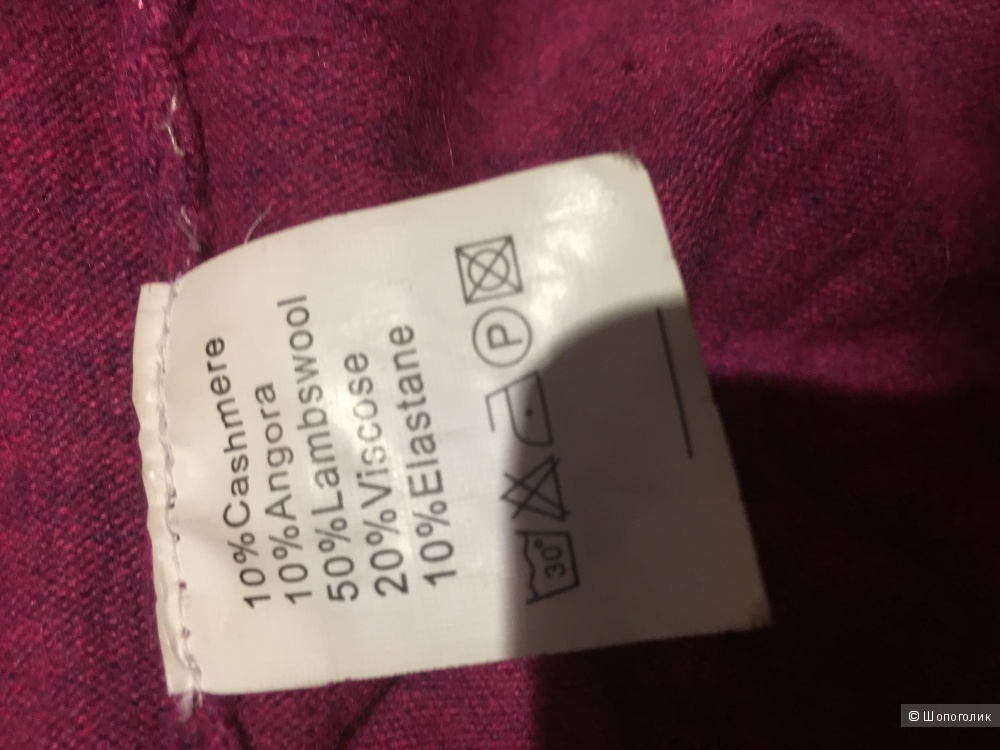 10%Cashmere
10%Angora
50%Lambswool
20%Viscose
10%Elastane
30°
P
© Шопоголик